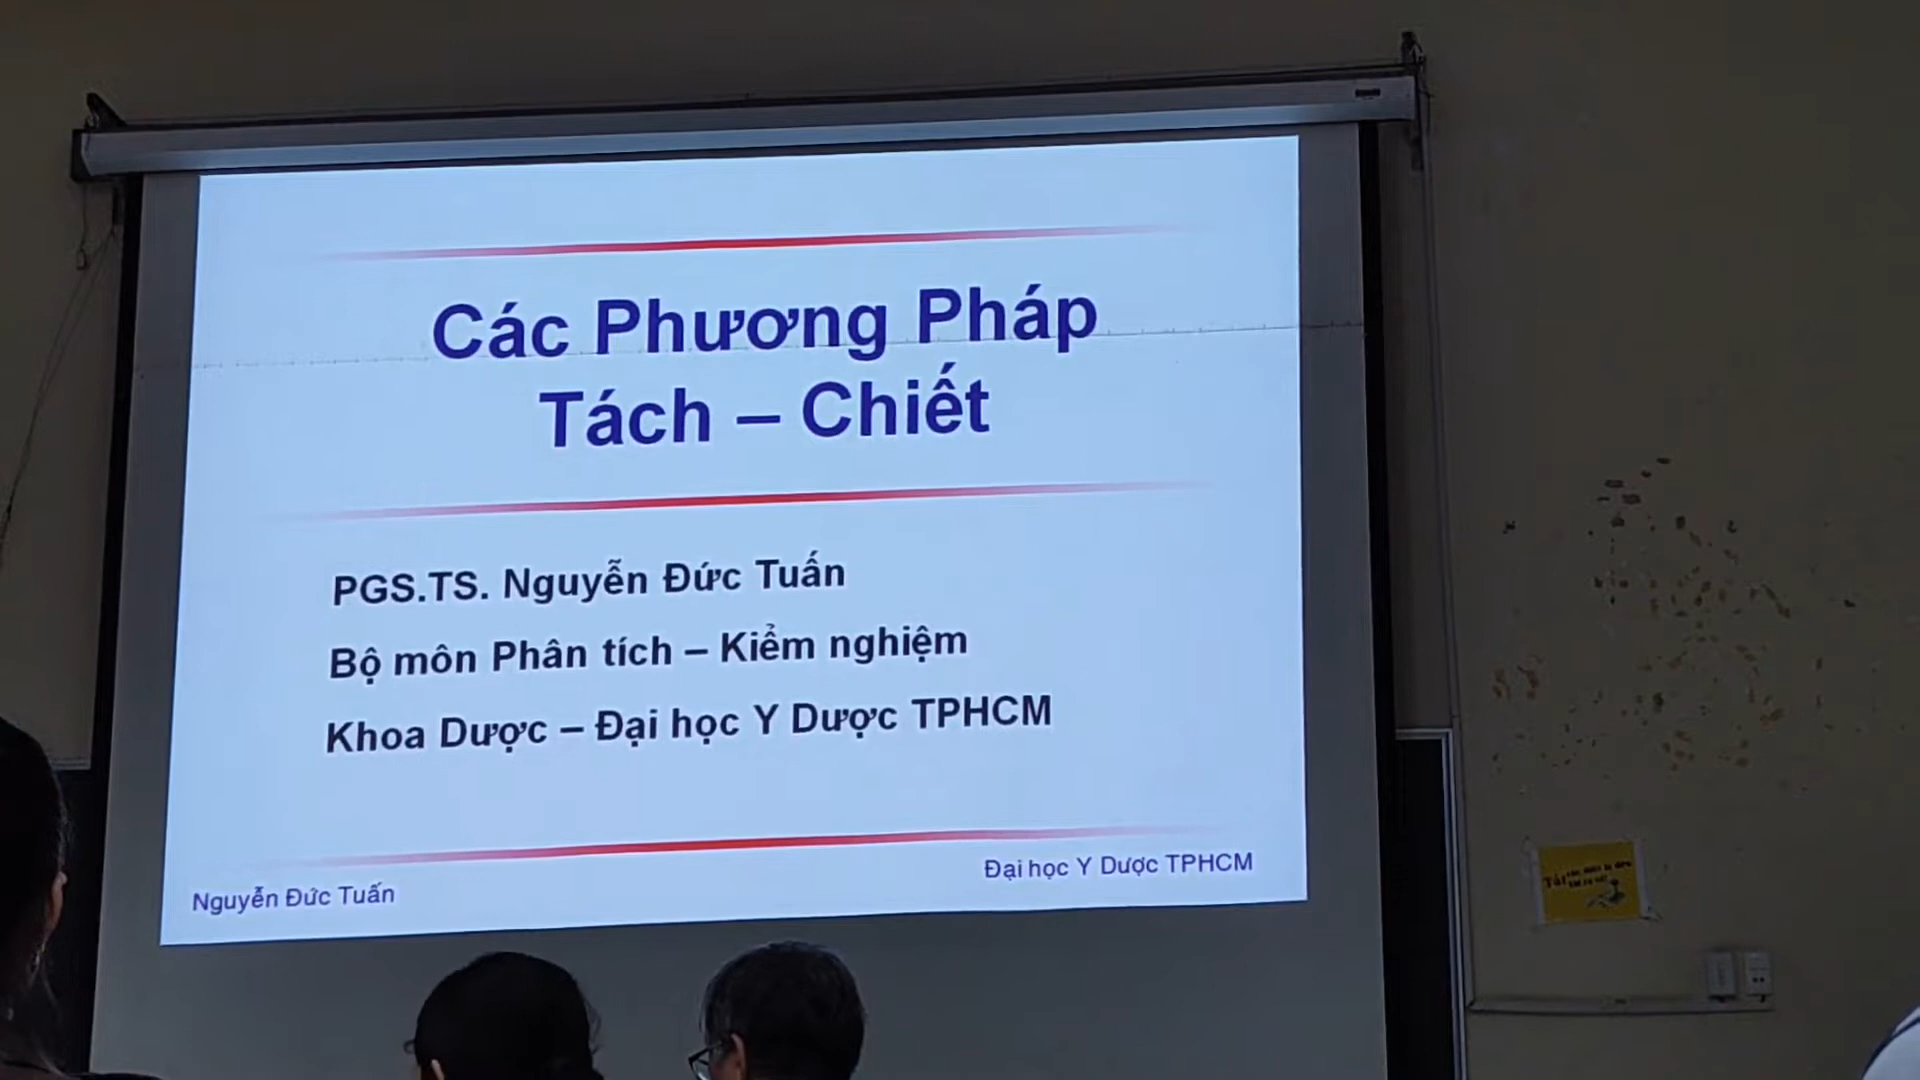 Các Phương Pháp
Tách – Chiết
PGS.TS. Nguyễn Đức Tuấn
Bộ môn Phân tích – Kiểm nghiệm
Khoa Dược – Đại học Y Dược TPHCM
Nguyễn Đức Tuấn
Đại học Y Dược TPHCM